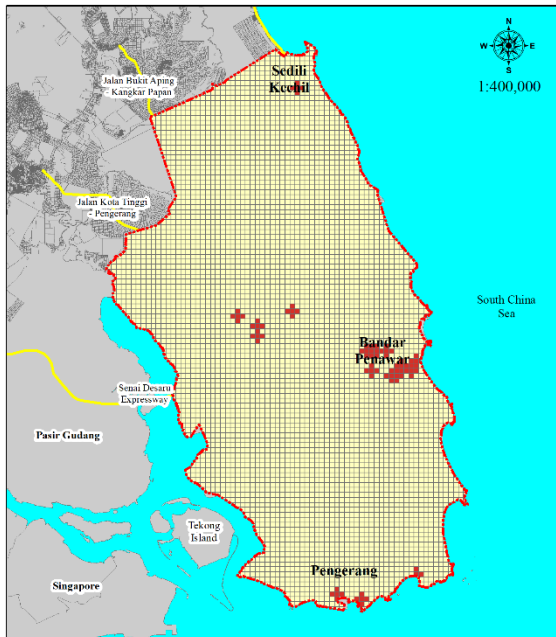 N
W
E
S
1:400,000
Sedili
Kechil
Jalan Bukit Aping
- Kangkar Papan
Jalan Kota Tinggi
- Pengerang
South China
Sea
Bandar
Penawar
Senai Desaru
Expressway
Pasir Gudang
Tekong
Island
Pengerang
Singapore